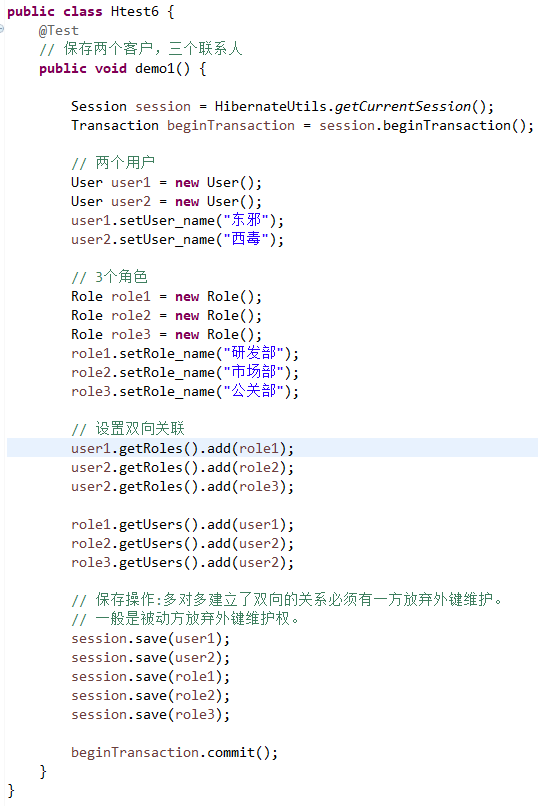 public class Htest6 {
@Test
// 保存两个客户，三个联系人
public void demo1() {
Session session = HibernateUtils.getCurrentSession();
Transaction beginTransaction = session.beginTransaction();
// 两个用户
User user1 = new User();
User user2 = new User();
user1.setUser_name("东邪");
user2.setUser_name("西毒");
// 3个角色
Role role1 = new Role();
Role role2 = new Role();
Role role3 = new Role();
role1.setRole_name("研发部");
role2.setRole_name("市场部");
role3.setRole_name("公关部");
// 设置双向关联
user1.getRoles().add(role1);
user2.getRoles().add(role2);
user2.getRoles().add(role3);
role1.getUsers().add(user1);
role2.getUsers().add(user2);
role3.getUsers().add(user2);
// 保存操作:多对多建立了双向的关系必须有一方放弃外键维护。
// 一般是被动方放弃外键维护权。
session.save(user1);
session.save(user2);
session.save(role1);
session.save(role2);
session.save(role3);
beginTransaction.commit();
}
}